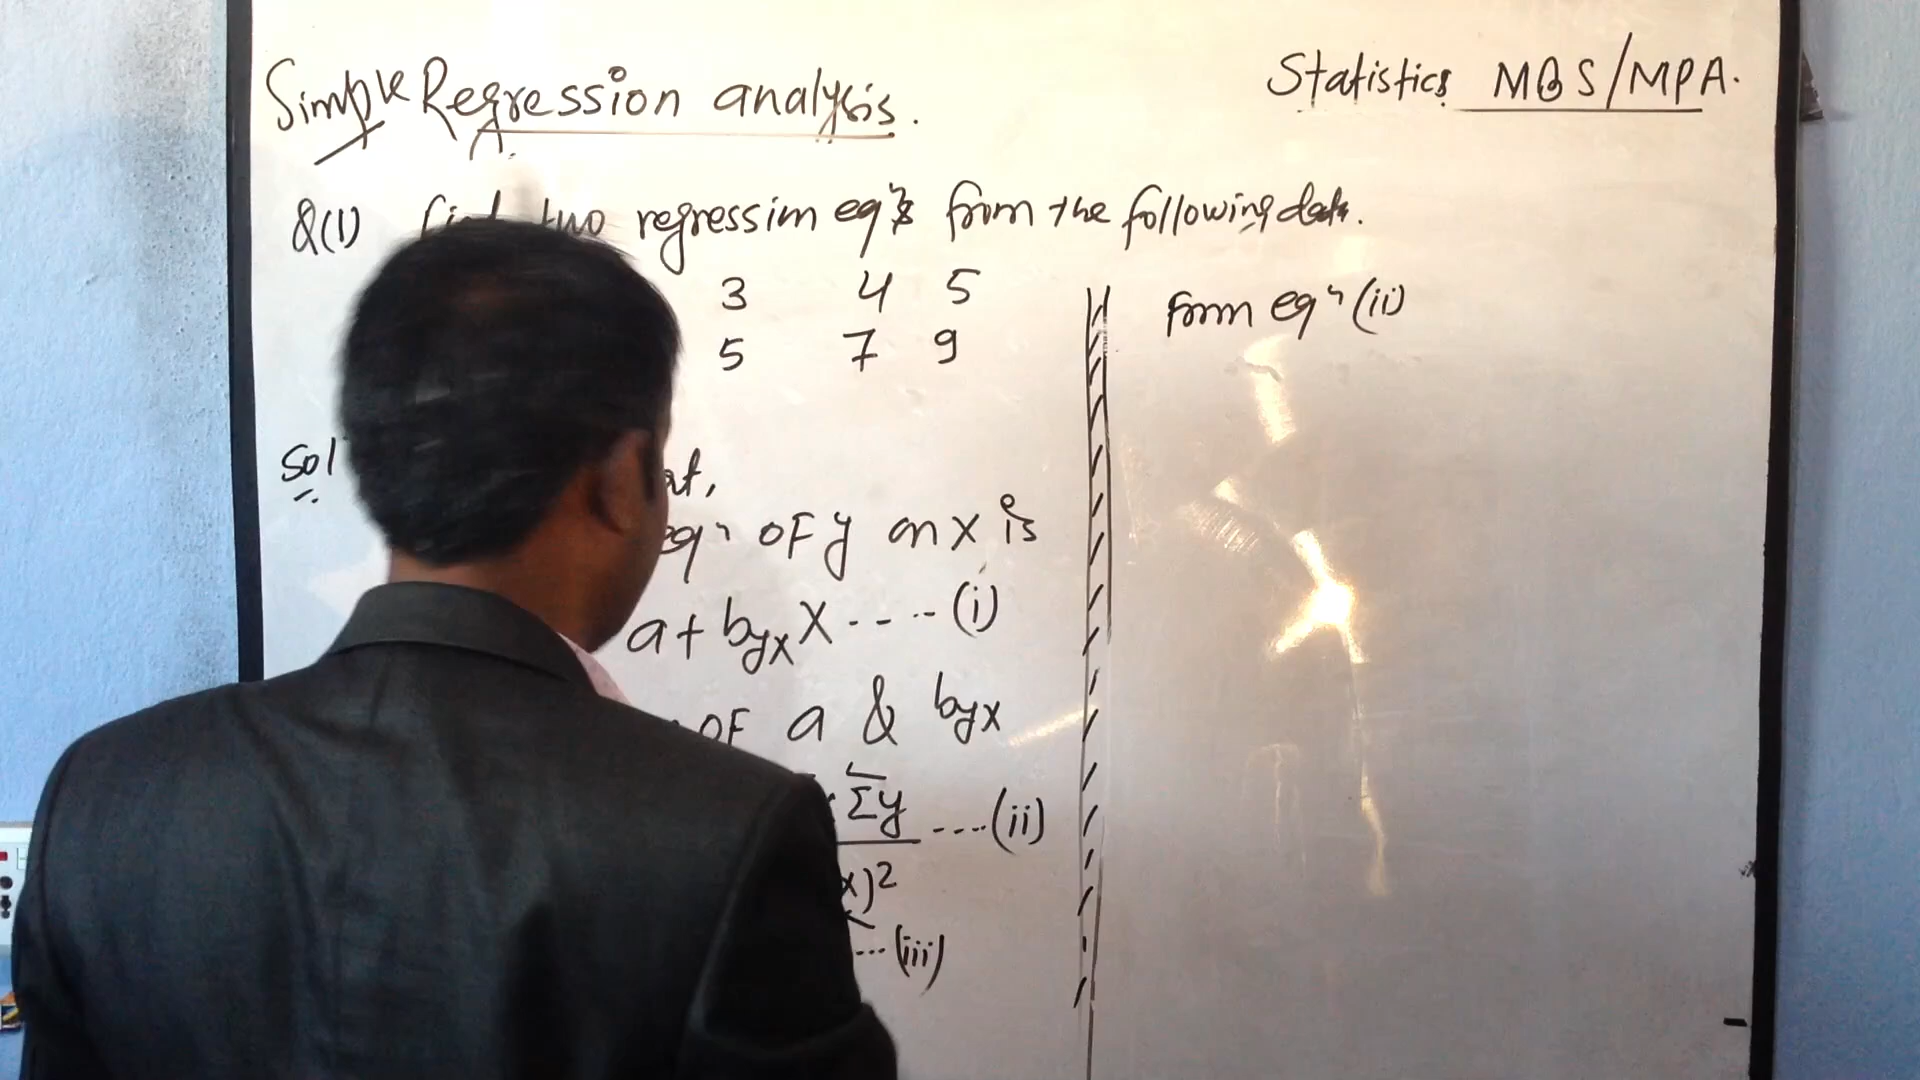 Simple Regression analysis.
Statistics MBS/MPA.
Q(1) two regression eqⁿs from the following data.
3 4 5
5 7 9
Sol
at,
eqⁿ of y on x is
a + byx X ---- (i)
of a & byx
Σy ----(ii)
x)²
---(iii)
From eqⁿ (ii)